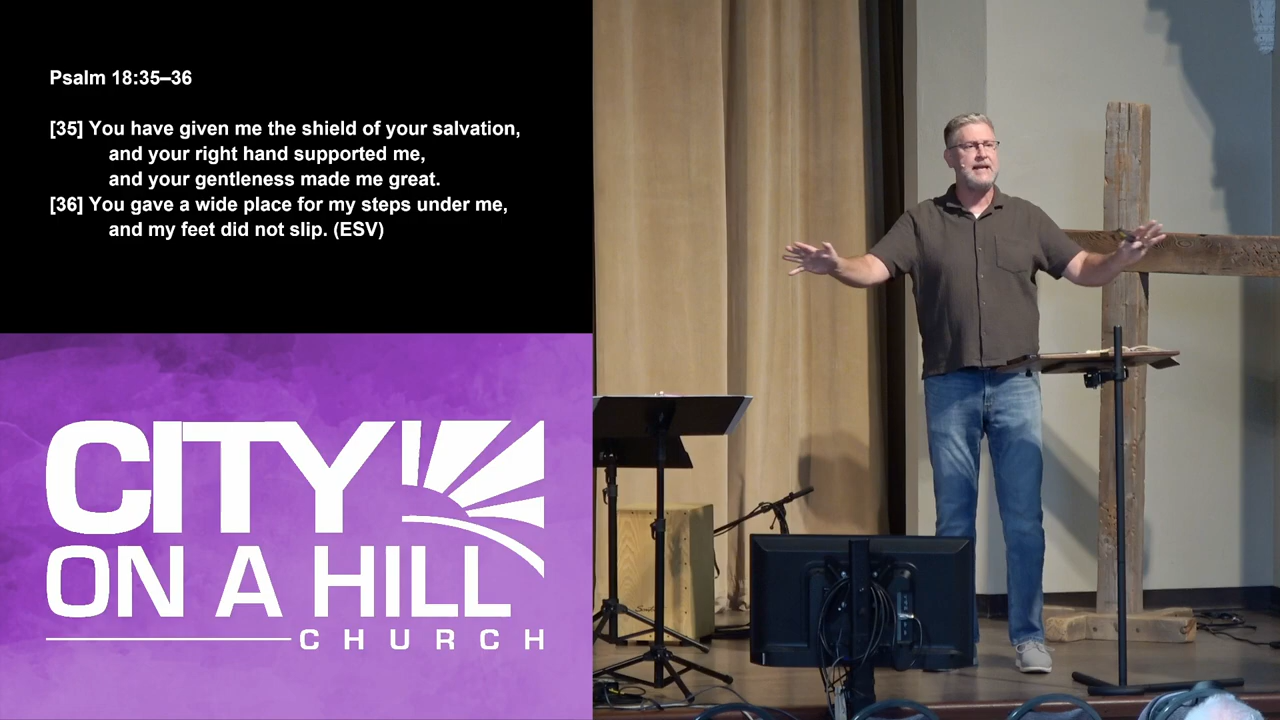 Psalm 18:35–36
[35] You have given me the shield of your salvation,
and your right hand supported me,
and your gentleness made me great.
[36] You gave a wide place for my steps under me,
and my feet did not slip. (ESV)
CITY
ON A HILL
CHURCH